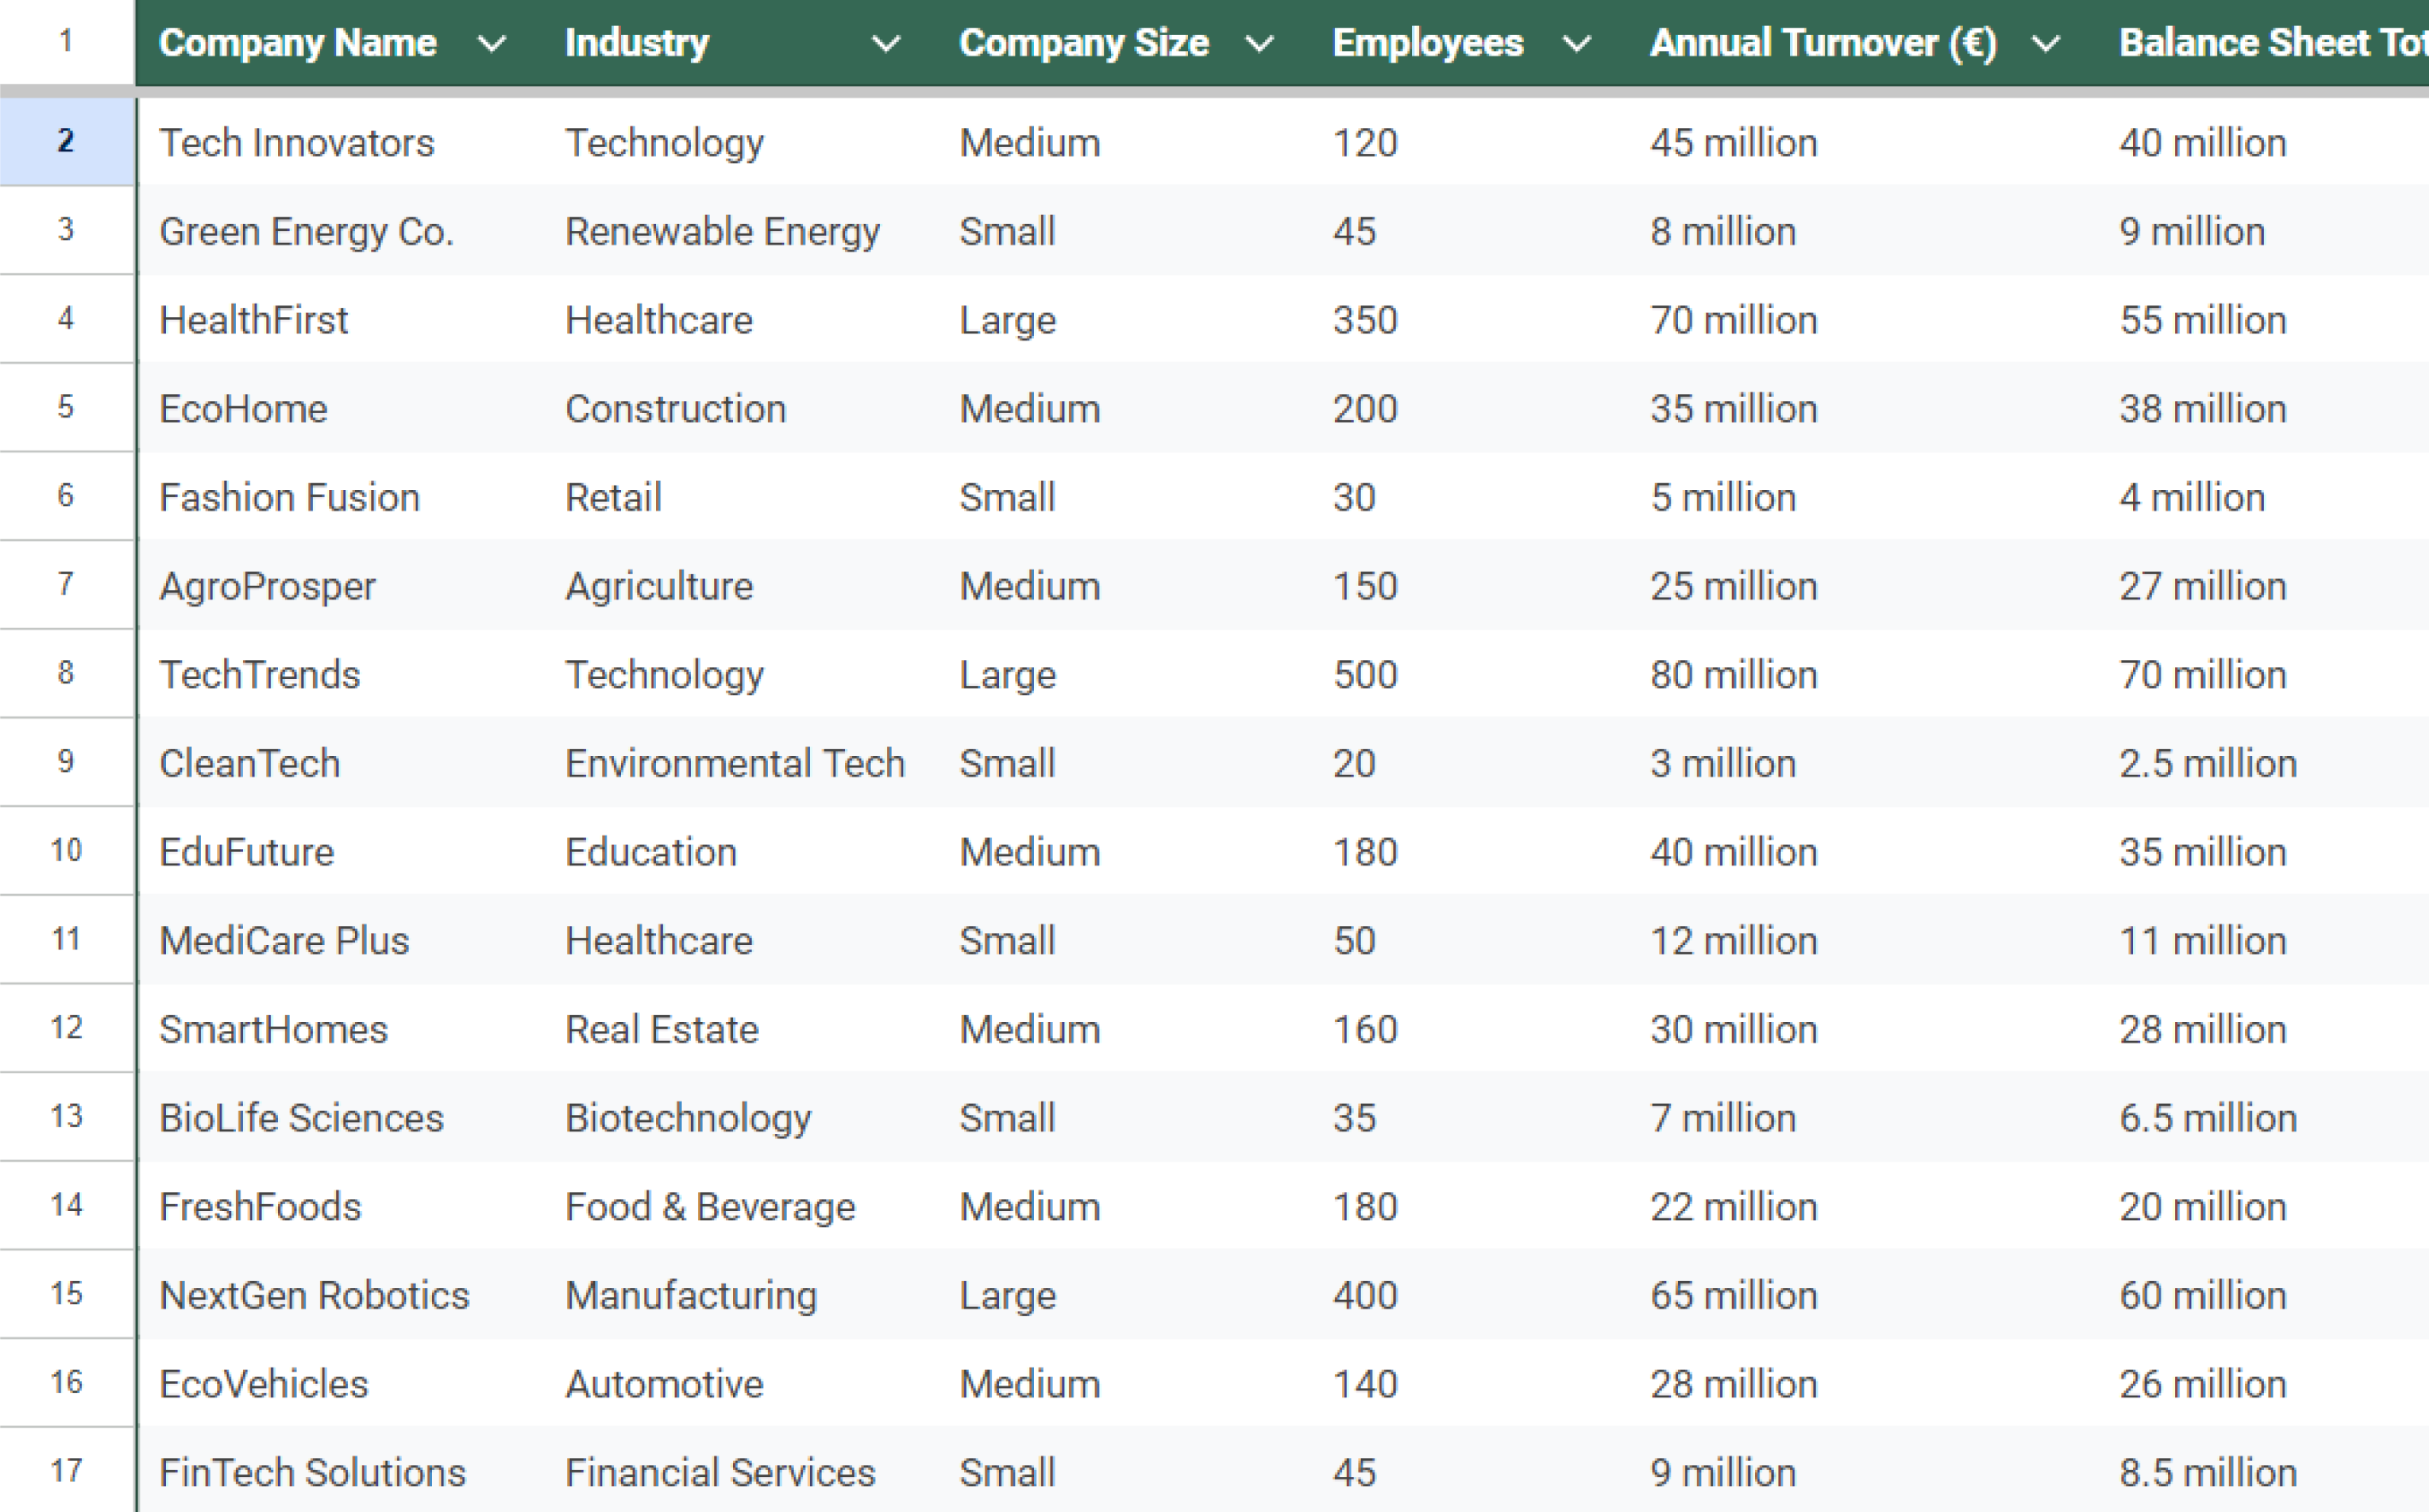 1 Company Name Industry Company Size Employees Annual Turnover (€) Balance Sheet Tot
2 Tech Innovators Technology Medium 120 45 million 40 million
3 Green Energy Co. Renewable Energy Small 45 8 million 9 million
4 HealthFirst Healthcare Large 350 70 million 55 million
5 EcoHome Construction Medium 200 35 million 38 million
6 Fashion Fusion Retail Small 30 5 million 4 million
7 AgroProsper Agriculture Medium 150 25 million 27 million
8 TechTrends Technology Large 500 80 million 70 million
9 CleanTech Environmental Tech Small 20 3 million 2.5 million
10 EduFuture Education Medium 180 40 million 35 million
11 MediCare Plus Healthcare Small 50 12 million 11 million
12 SmartHomes Real Estate Medium 160 30 million 28 million
13 BioLife Sciences Biotechnology Small 35 7 million 6.5 million
14 FreshFoods Food & Beverage Medium 180 22 million 20 million
15 NextGen Robotics Manufacturing Large 400 65 million 60 million
16 EcoVehicles Automotive Medium 140 28 million 26 million
17 FinTech Solutions Financial Services Small 45 9 million 8.5 million